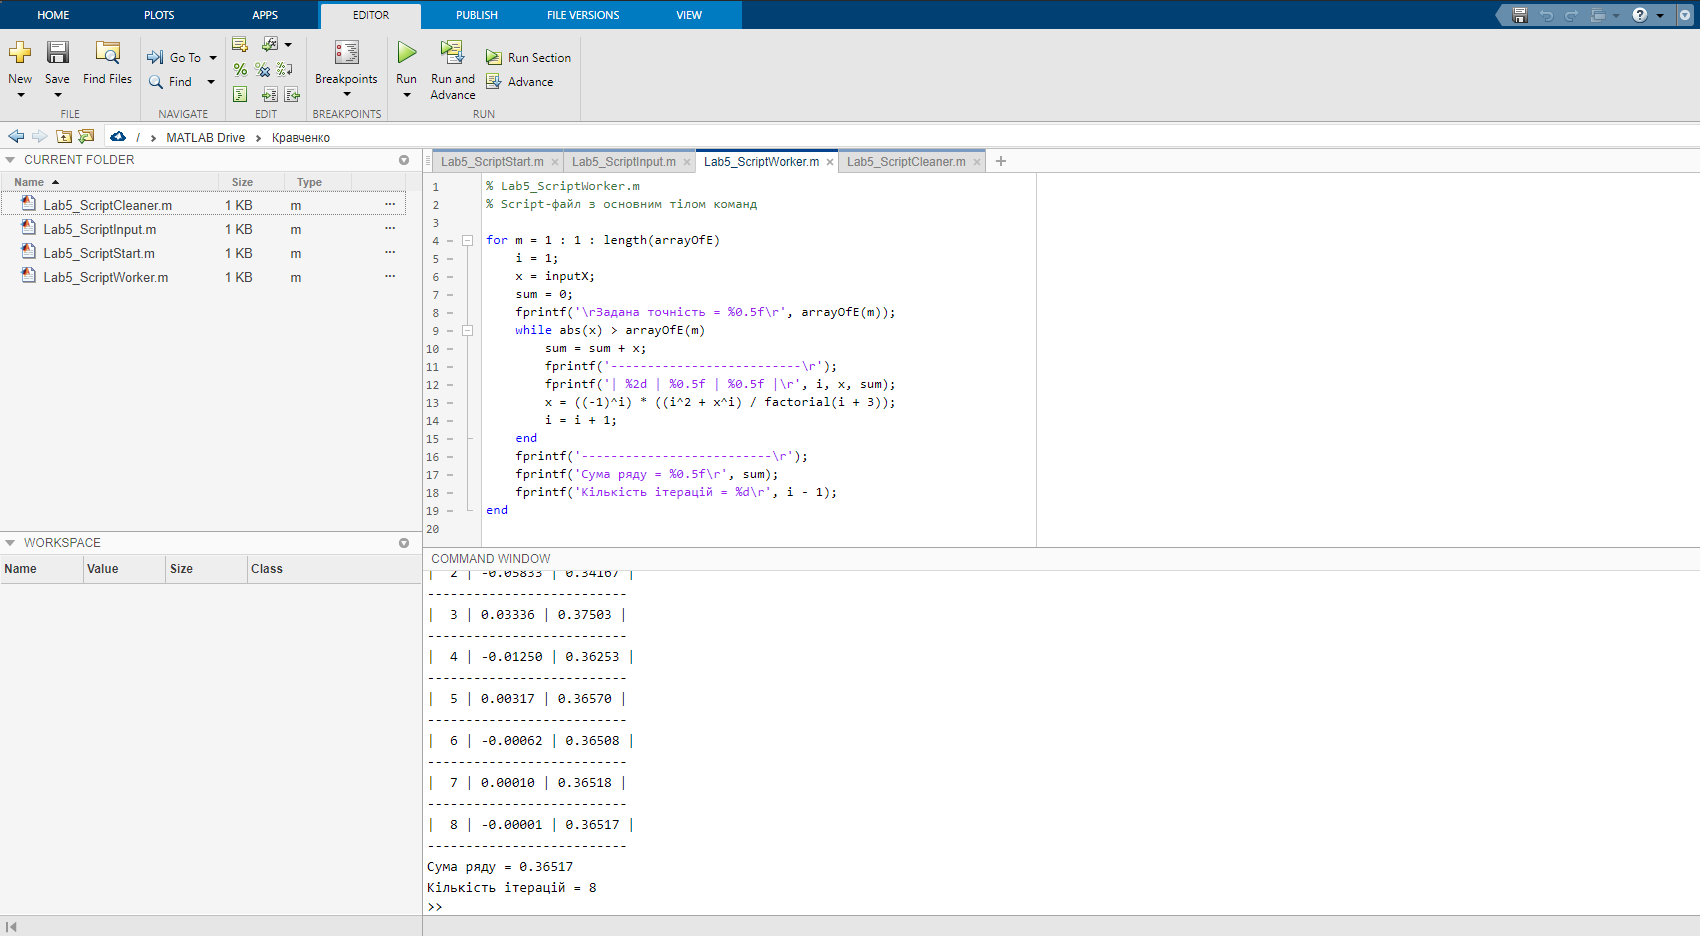 HOME PLOTS APPS EDITOR PUBLISH FILE VERSIONS VIEW
New Save Find Files Go To Find Breakpoints Run Run and Advance Run Section Advance
FILE NAVIGATE EDIT BREAKPOINTS RUN
/ MATLAB Drive Кравченко
CURRENT FOLDER
Name Size Type
Lab5_ScriptCleaner.m 1 KB m
Lab5_ScriptInput.m 1 KB m
Lab5_ScriptStart.m 1 KB m
Lab5_ScriptWorker.m 1 KB m
WORKSPACE
Name Value Size Class
Lab5_ScriptStart.m Lab5_ScriptInput.m Lab5_ScriptWorker.m Lab5_ScriptCleaner.m
1 % Lab5_ScriptWorker.m
2 % Script-файл з основним тілом команд
3
4 for m = 1 : 1 : length(arrayOfE)
5 i = 1;
6 x = inputX;
7 sum = 0;
8 fprintf('\rЗадана точність = %0.5f\r', arrayOfE(m));
9 while abs(x) > arrayOfE(m)
10 sum = sum + x;
11 fprintf('--------------------------\r');
12 fprintf('| %2d | %0.5f | %0.5f |\r', i, x, sum);
13 x = ((-1)^i) * ((i^2 + x^i) / factorial(i + 3));
14 i = i + 1;
15 end
16 fprintf('--------------------------\r');
17 fprintf('Сума ряду = %0.5f\r', sum);
18 fprintf('Кількість ітерацій = %d\r', i - 1);
19 end
20
COMMAND WINDOW
| 2 | -0.05833 | 0.34167 |
--------------------------
| 3 | 0.03336 | 0.37503 |
--------------------------
| 4 | -0.01250 | 0.36253 |
--------------------------
| 5 | 0.00317 | 0.36570 |
--------------------------
| 6 | -0.00062 | 0.36508 |
--------------------------
| 7 | 0.00010 | 0.36518 |
--------------------------
| 8 | -0.00001 | 0.36517 |
--------------------------
Сума ряду = 0.36517
Кількість ітерацій = 8
>>